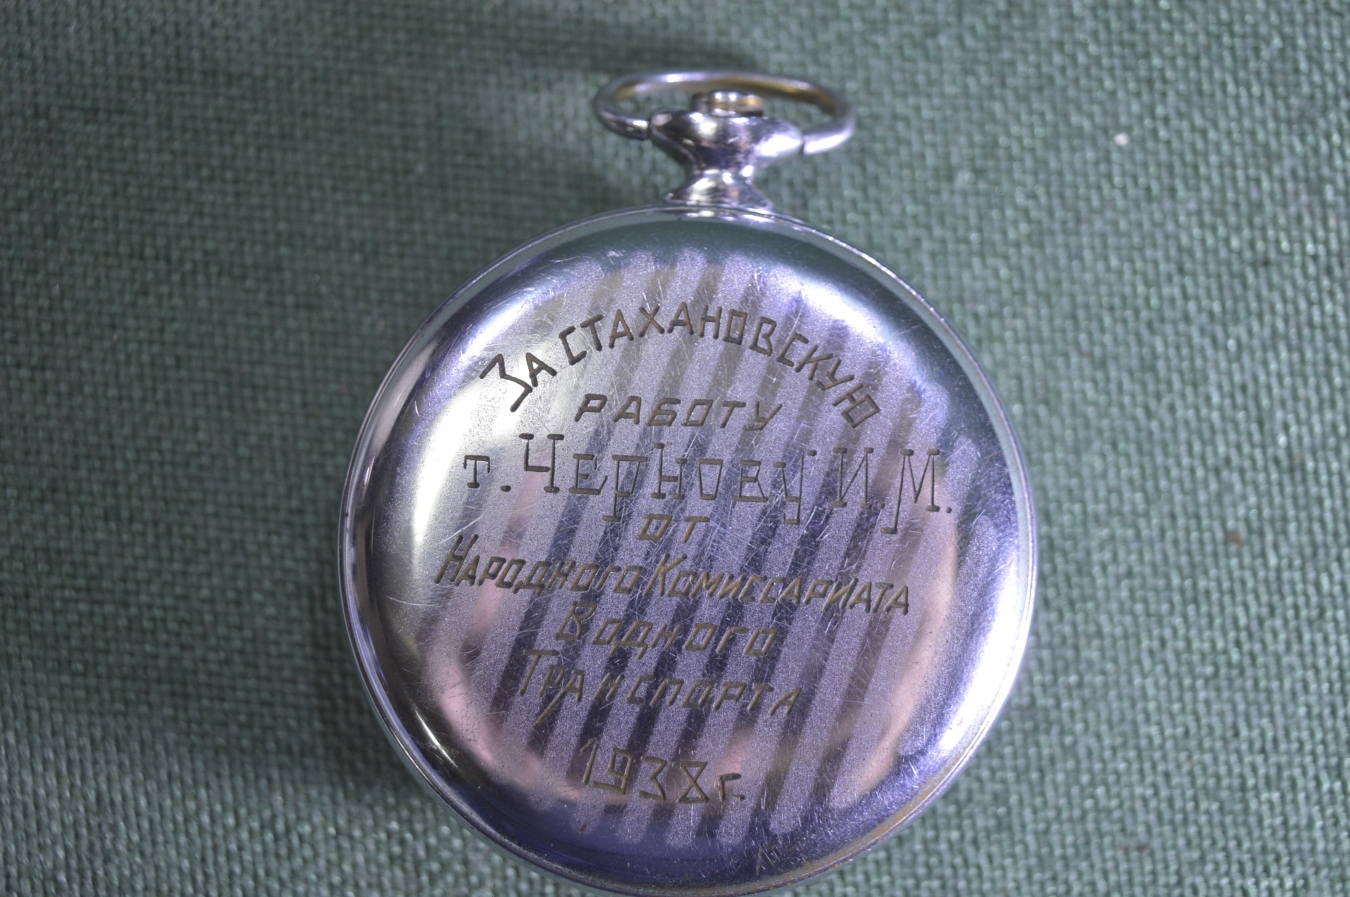 За стахановскую
работу
т. Чернову И.М.
от
Народного Комиссариата
Водного
Транспорта
1938 г.